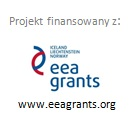 Projekt finansowany z:
ICELAND
LIECHTENSTEIN
NORWAY
eea
grants
www.eeagrants.org